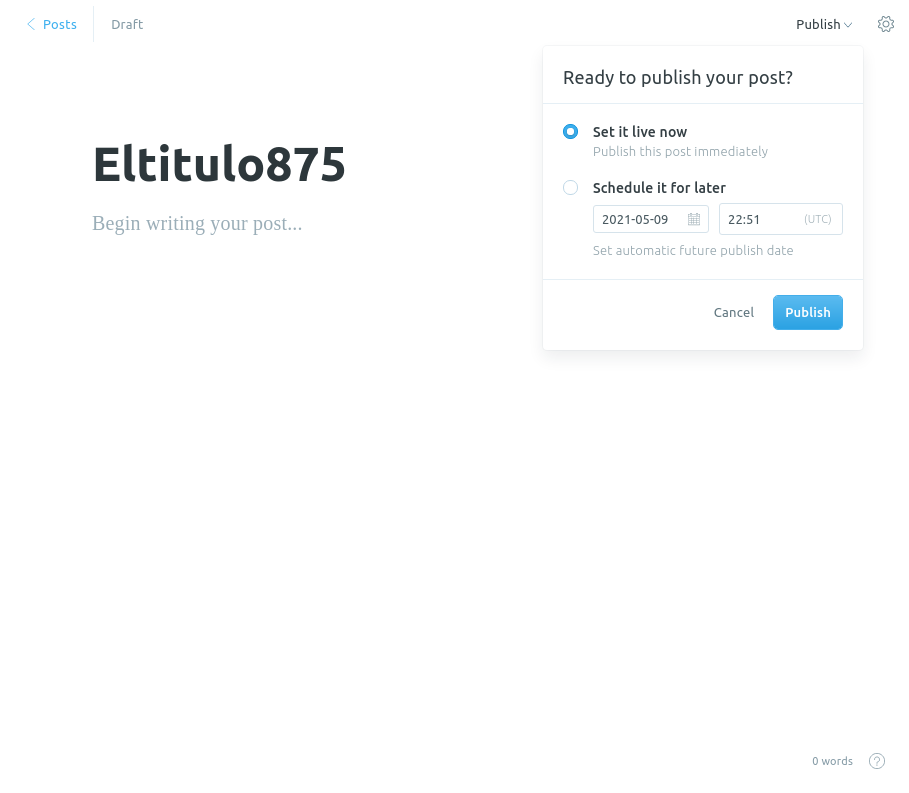 Posts
Draft
Publish
Ready to publish your post?
Set it live now
Publish this post immediately
Schedule it for later
2021-05-09
22:51
(UTC)
Set automatic future publish date
Cancel
Publish
Eltitulo875
Begin writing your post...
0 words
?